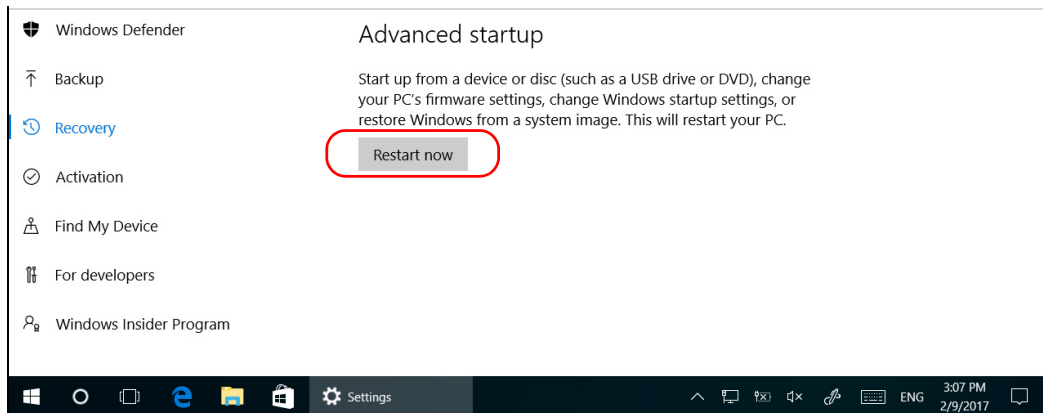 Windows Defender
Backup
Recovery
Activation
Find My Device
For developers
Windows Insider Program
Advanced startup
Start up from a device or disc (such as a USB drive or DVD), change
your PC's firmware settings, change Windows startup settings, or
restore Windows from a system image. This will restart your PC.
Restart now
Settings
ENG
3:07 PM
2/9/2017